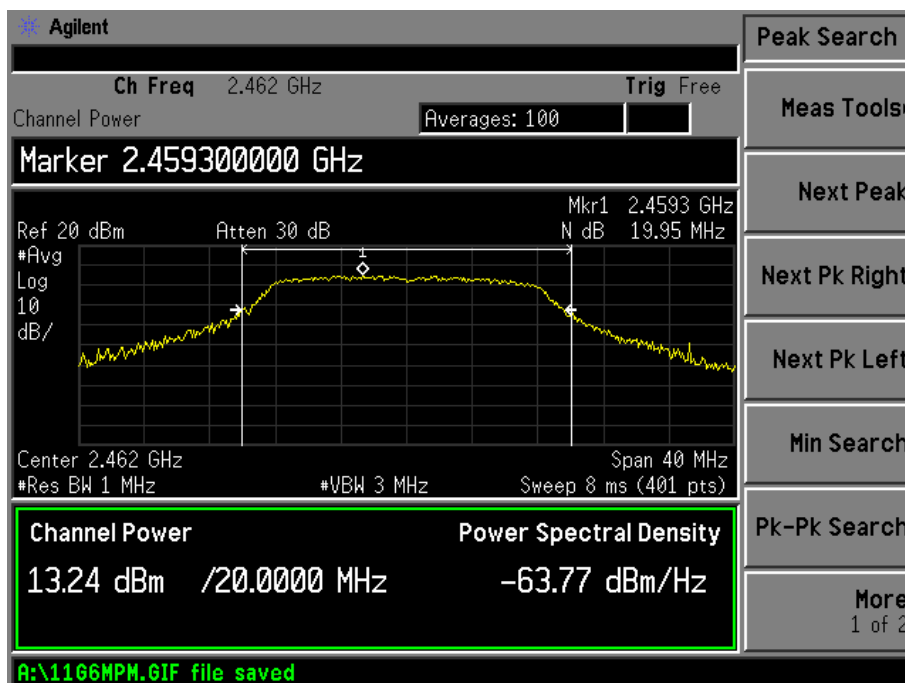 Agilent
Peak Search
Ch Freq 2.462 GHz Trig Free
Channel Power Averages: 100
Meas Tools
Marker 2.459300000 GHz
Next Peak
Mkr1 2.4593 GHz
Ref 20 dBm Atten 30 dB N dB 19.95 MHz
#Avg
Log
10
dB/
1
Next Pk Right
Next Pk Left
Min Search
Center 2.462 GHz Span 40 MHz
#Res BW 1 MHz #VBW 3 MHz Sweep 8 ms (401 pts)
Channel Power Power Spectral Density
Pk-Pk Search
13.24 dBm /20.0000 MHz -63.77 dBm/Hz
More
1 of 2
A:\11G6MPM.GIF file saved